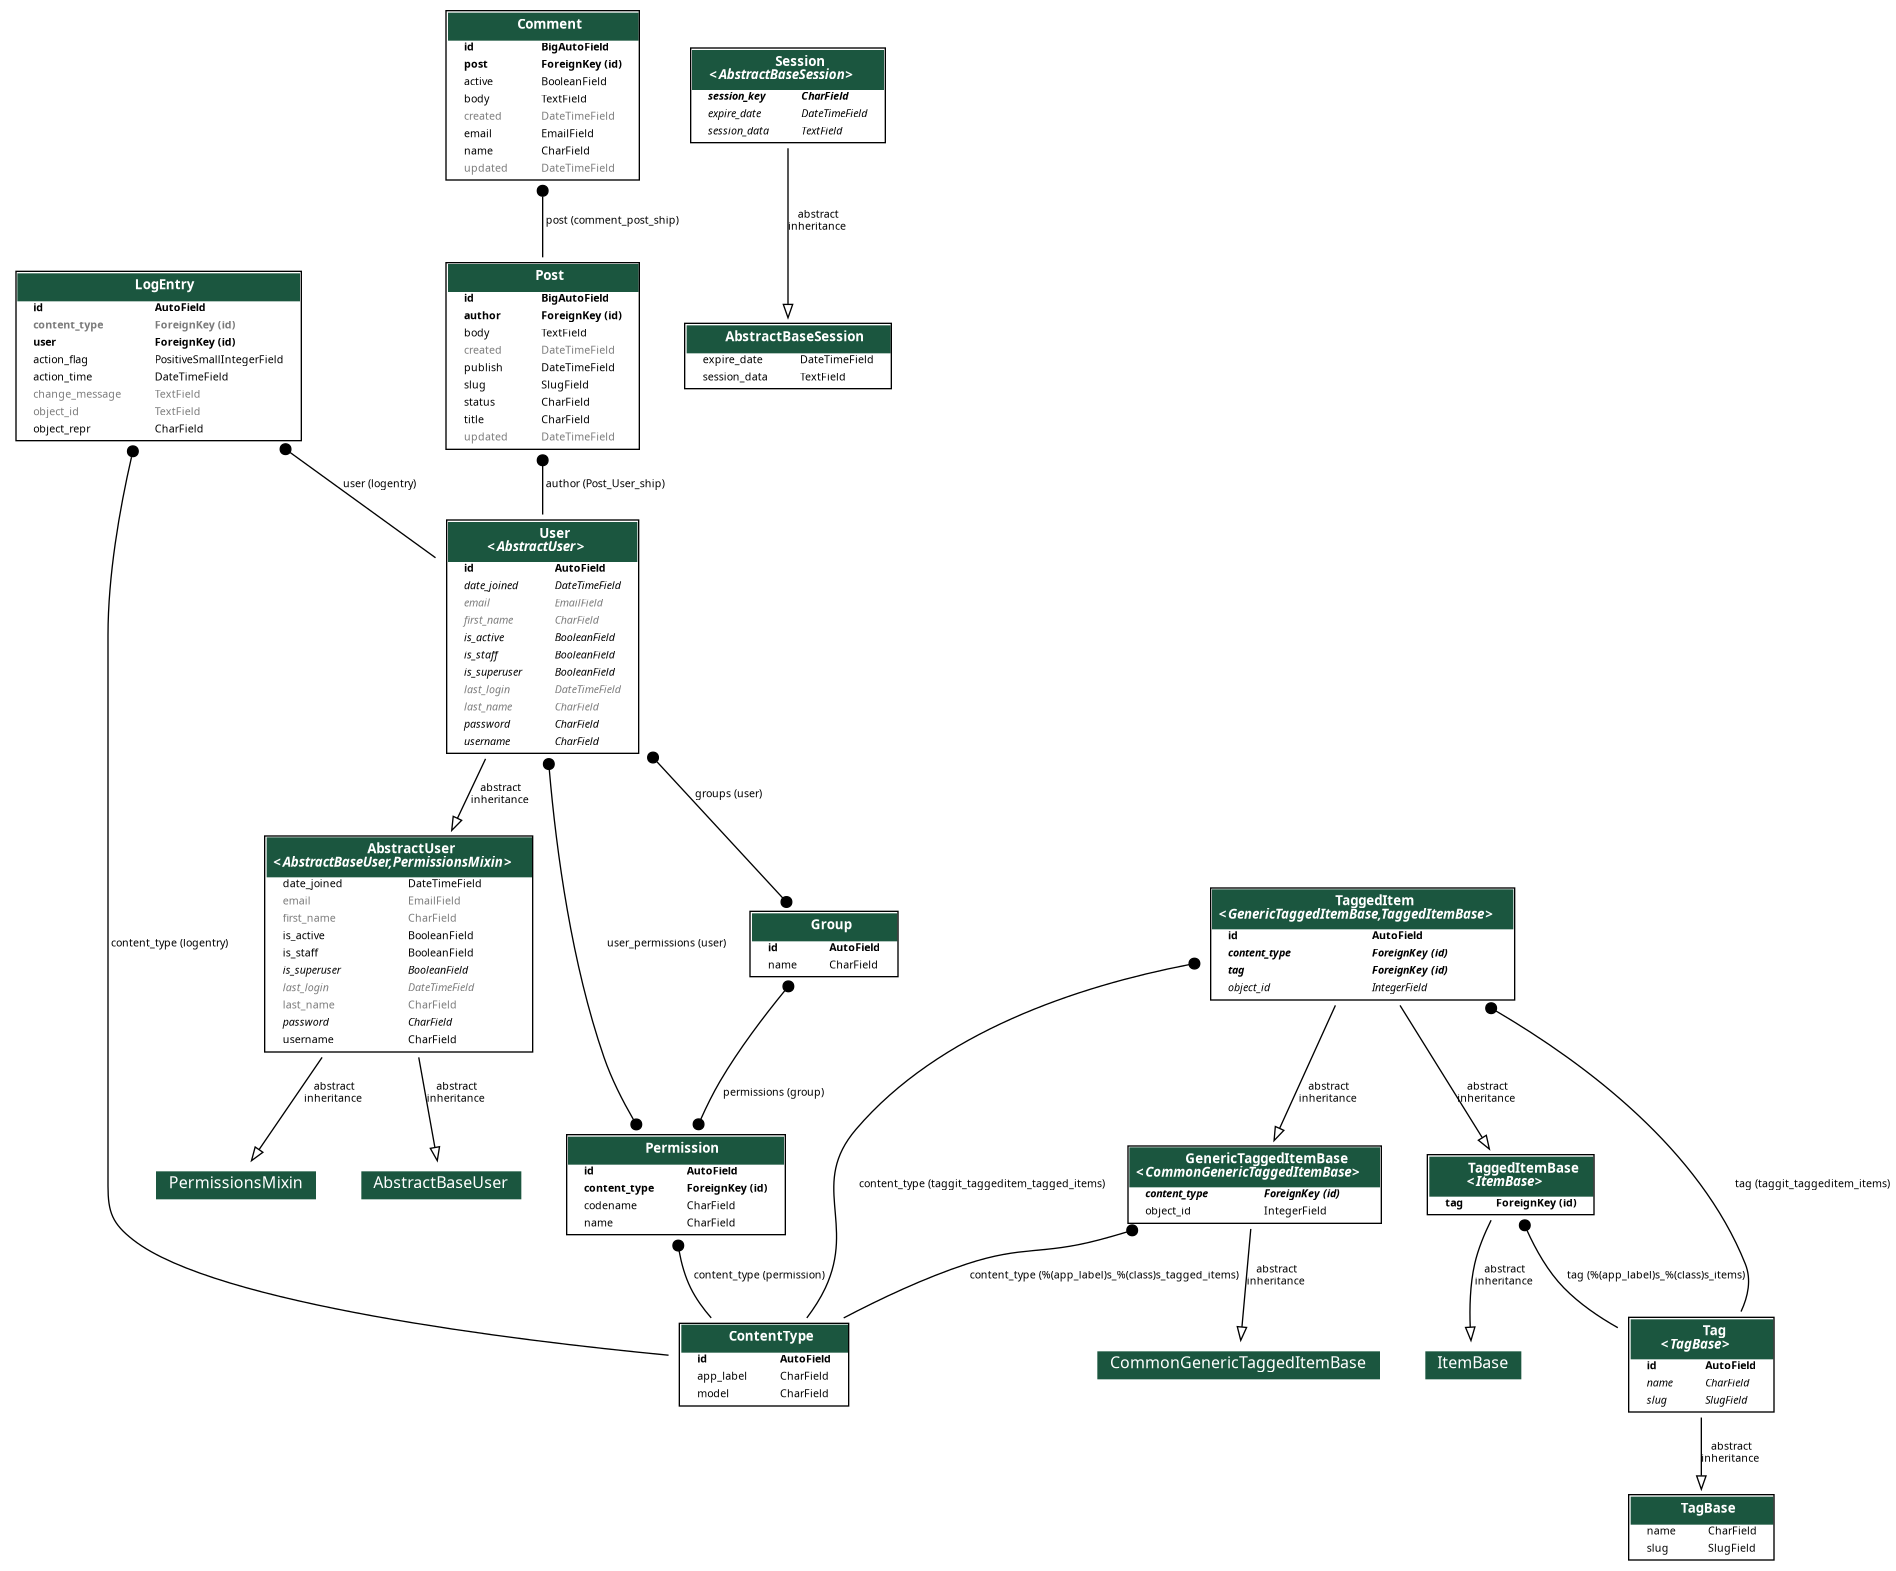 Comment
id BigAutoField
post ForeignKey (id)
active BooleanField
body TextField
created DateTimeField
email EmailField
name CharField
updated DateTimeField
Session
<AbstractBaseSession>
session_key CharField
expire_date DateTimeField
session_data TextField
post (comment_post_ship)
abstract
inheritance
LogEntry
id AutoField
content_type ForeignKey (id)
user ForeignKey (id)
action_flag PositiveSmallIntegerField
action_time DateTimeField
change_message TextField
object_id TextField
object_repr CharField
Post
id BigAutoField
author ForeignKey (id)
body TextField
created DateTimeField
publish DateTimeField
slug SlugField
status CharField
title CharField
updated DateTimeField
AbstractBaseSession
expire_date DateTimeField
session_data TextField
user (logentry)
author (Post_User_ship)
User
<AbstractUser>
id AutoField
date_joined DateTimeField
email EmailField
first_name CharField
is_active BooleanField
is_staff BooleanField
is_superuser BooleanField
last_login DateTimeField
last_name CharField
password CharField
username CharField
abstract
inheritance
groups (user)
AbstractUser
<AbstractBaseUser,PermissionsMixin>
date_joined DateTimeField
email EmailField
first_name CharField
is_active BooleanField
is_staff BooleanField
is_superuser BooleanField
last_login DateTimeField
last_name CharField
password CharField
username CharField
content_type (logentry)
user_permissions (user)
Group
id AutoField
name CharField
TaggedItem
<GenericTaggedItemBase,TaggedItemBase>
id AutoField
content_type ForeignKey (id)
tag ForeignKey (id)
object_id IntegerField
abstract
inheritance
abstract
inheritance
permissions (group)
abstract
inheritance
abstract
inheritance
PermissionsMixin
AbstractBaseUser
Permission
id AutoField
content_type ForeignKey (id)
codename CharField
name CharField
content_type (taggit_taggeditem_tagged_items)
GenericTaggedItemBase
<CommonGenericTaggedItemBase>
content_type ForeignKey (id)
object_id IntegerField
TaggedItemBase
<ItemBase>
tag ForeignKey (id)
tag (taggit_taggeditem_items)
content_type (permission)
content_type (%(app_label)s_%(class)s_tagged_items)
abstract
inheritance
abstract
inheritance
tag (%(app_label)s_%(class)s_items)
ContentType
id AutoField
app_label CharField
model CharField
CommonGenericTaggedItemBase
ItemBase
Tag
<TagBase>
id AutoField
name CharField
slug SlugField
abstract
inheritance
TagBase
name CharField
slug SlugField